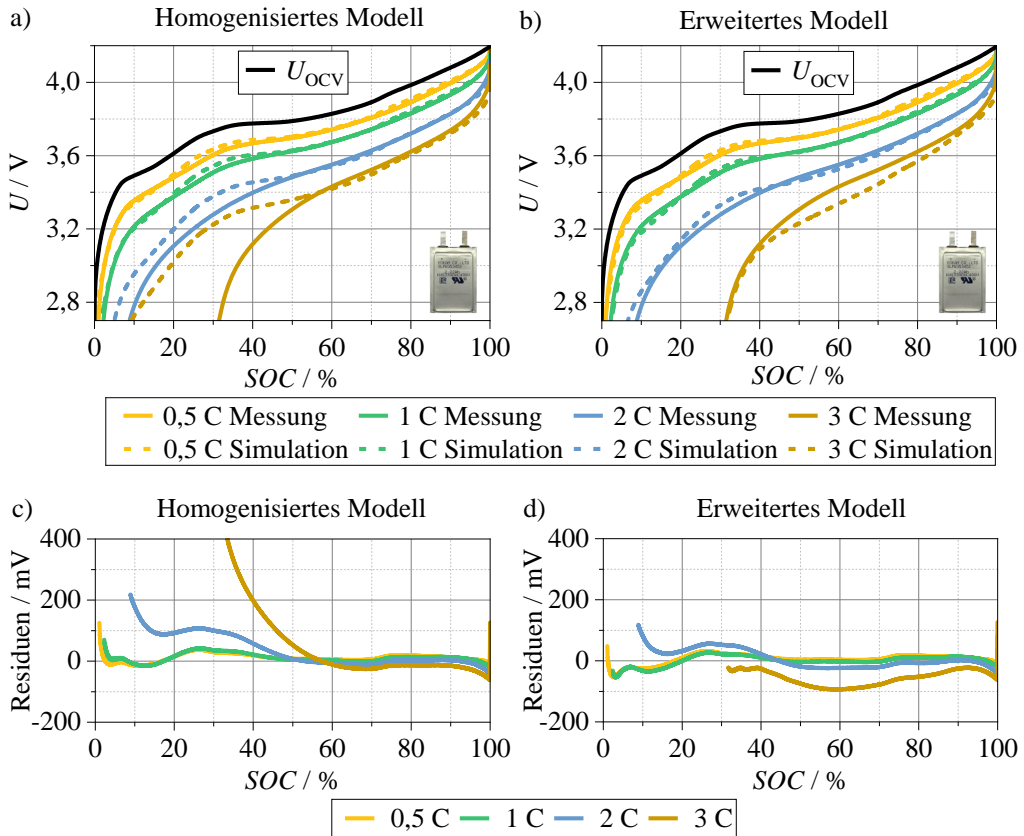 a) Homogenisiertes Modell
U_OCV
4,0
3,6
3,2
2,8
U / V
0 20 40 60 80 100
SOC / %
b) Erweitertes Modell
U_OCV
4,0
3,6
3,2
2,8
U / V
0 20 40 60 80 100
SOC / %
0,5 C Messung 1 C Messung 2 C Messung 3 C Messung
0,5 C Simulation 1 C Simulation 2 C Simulation 3 C Simulation
c) Homogenisiertes Modell
400
200
0
-200
Residuen / mV
0 20 40 60 80 100
SOC / %
d) Erweitertes Modell
400
200
0
-200
Residuen / mV
0 20 40 60 80 100
SOC / %
0,5 C 1 C 2 C 3 C